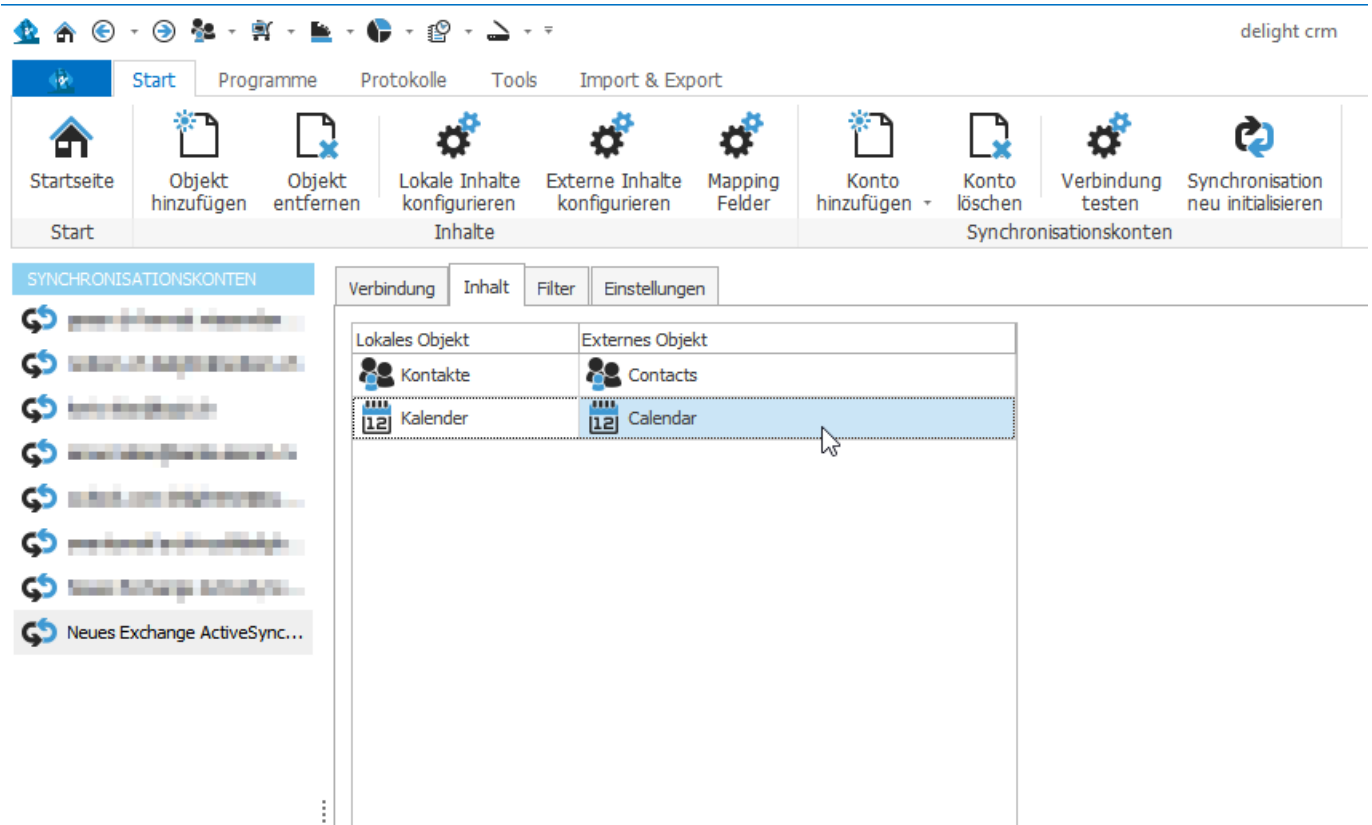 delight crm
Start Programme Protokolle Tools Import & Export
Startseite
Objekt hinzufügen
Objekt entfernen
Lokale Inhalte konfigurieren
Externe Inhalte konfigurieren
Mapping Felder
Konto hinzufügen
Konto löschen
Verbindung testen
Synchronisation neu initialisieren
Start Inhalte Synchronisationskonten
SYNCHRONISATIONSKONTEN
Verbindung Inhalt Filter Einstellungen
Lokales Objekt Externes Objekt
Kontakte Contacts
12 Kalender 12 Calendar
Neues Exchange ActiveSync...